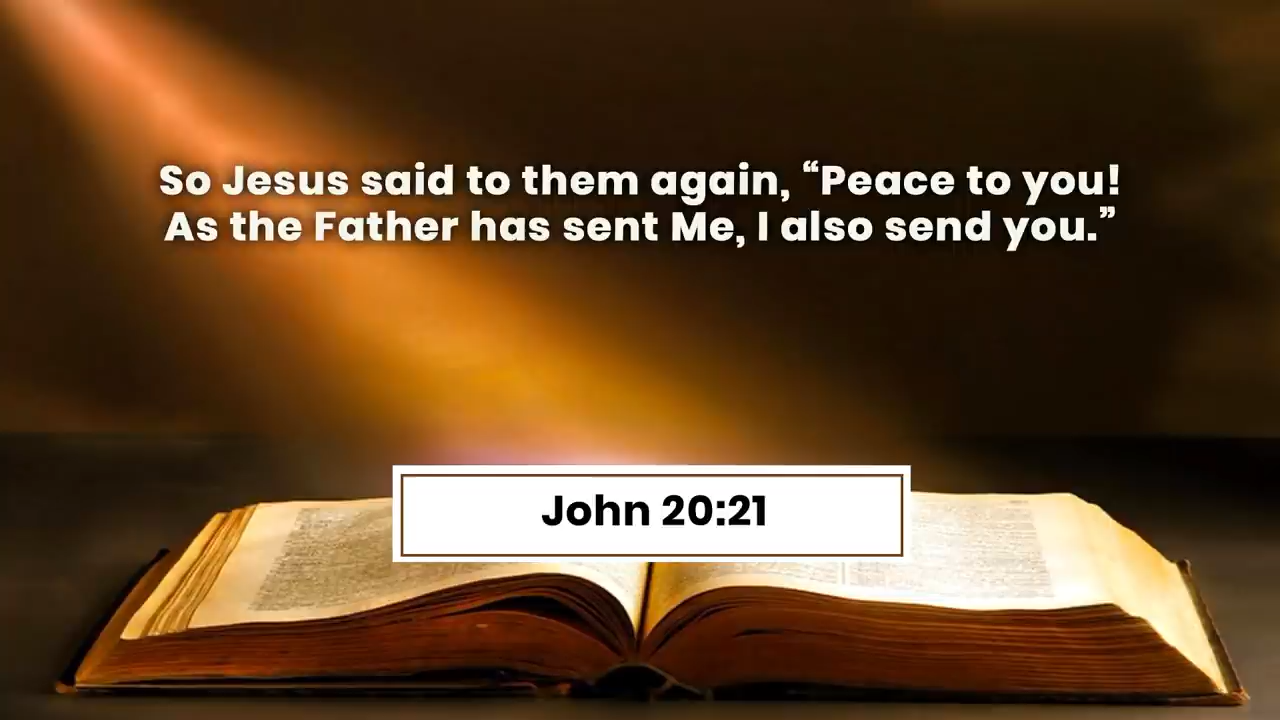 So Jesus said to them again, “Peace to you!
As the Father has sent Me, I also send you.”
John 20:21